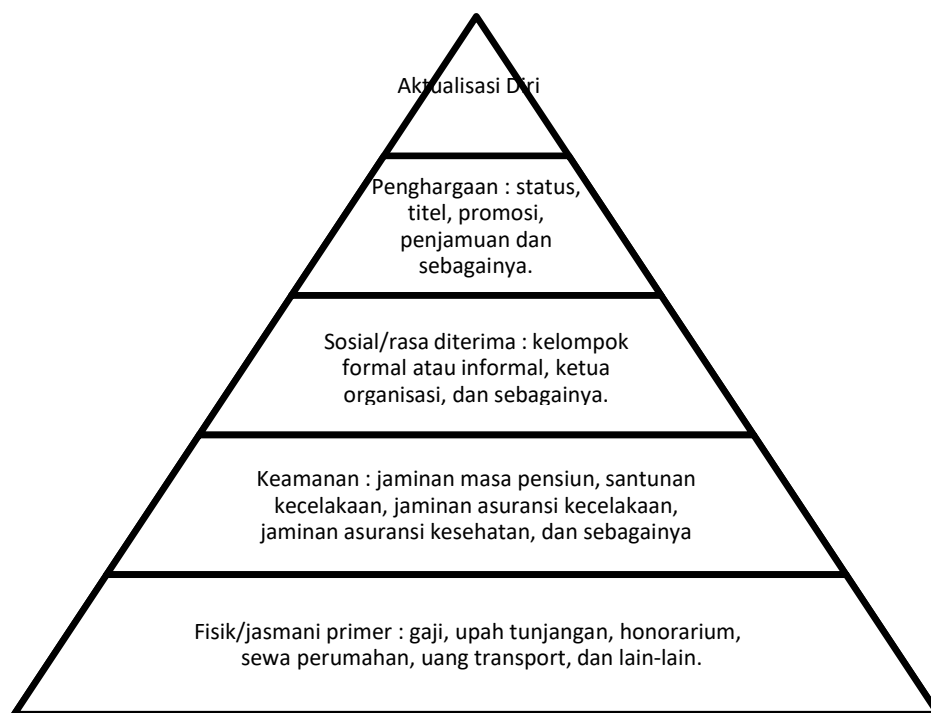 Aktualisasi Diri
Penghargaan : status,
titel, promosi,
penjamuan dan
sebagainya.
Sosial/rasa diterima : kelompok
formal atau informal, ketua
organisasi, dan sebagainya.
Keamanan : jaminan masa pensiun, santunan
kecelakaan, jaminan asuransi kecelakaan,
jaminan asuransi kesehatan, dan sebagainya
Fisik/jasmani primer : gaji, upah tunjangan, honorarium,
sewa perumahan, uang transport, dan lain-lain.